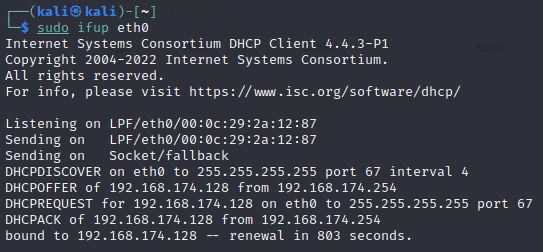 ┌──(kali㉿kali)-[~]
└─$ sudo ifup eth0
Internet Systems Consortium DHCP Client 4.4.3-P1
Copyright 2004-2022 Internet Systems Consortium.
All rights reserved.
For info, please visit https://www.isc.org/software/dhcp/

Listening on LPF/eth0/00:0c:29:2a:12:87
Sending on   LPF/eth0/00:0c:29:2a:12:87
Sending on   Socket/fallback
DHCPDISCOVER on eth0 to 255.255.255.255 port 67 interval 4
DHCPOFFER of 192.168.174.128 from 192.168.174.254
DHCPREQUEST for 192.168.174.128 on eth0 to 255.255.255.255 port 67
DHCPACK of 192.168.174.128 from 192.168.174.254
bound to 192.168.174.128 -- renewal in 803 seconds.